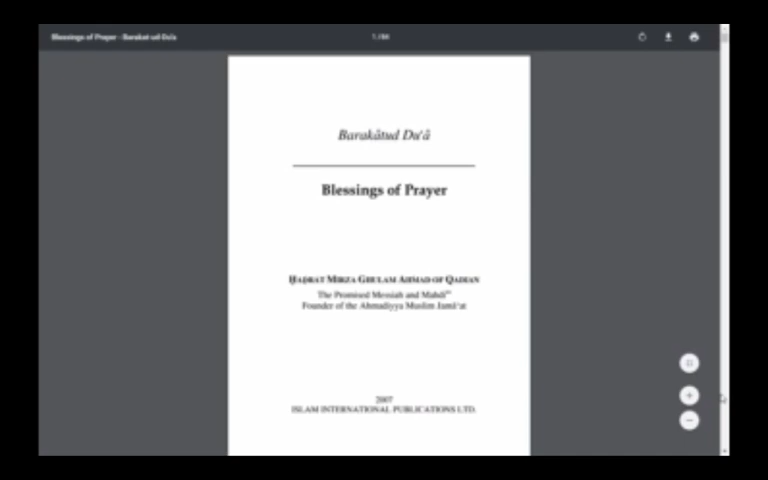 Blessings of Prayer - Barakat ud Du'a
Barakâtud Du'â
Blessings of Prayer
HADRAT MIRZA GHULAM AHMAD OF QADIAN
The Promised Messiah and Mahdi
Founder of the Ahmadiyya Muslim Jamā'at
2007
ISLAM INTERNATIONAL PUBLICATIONS LTD.